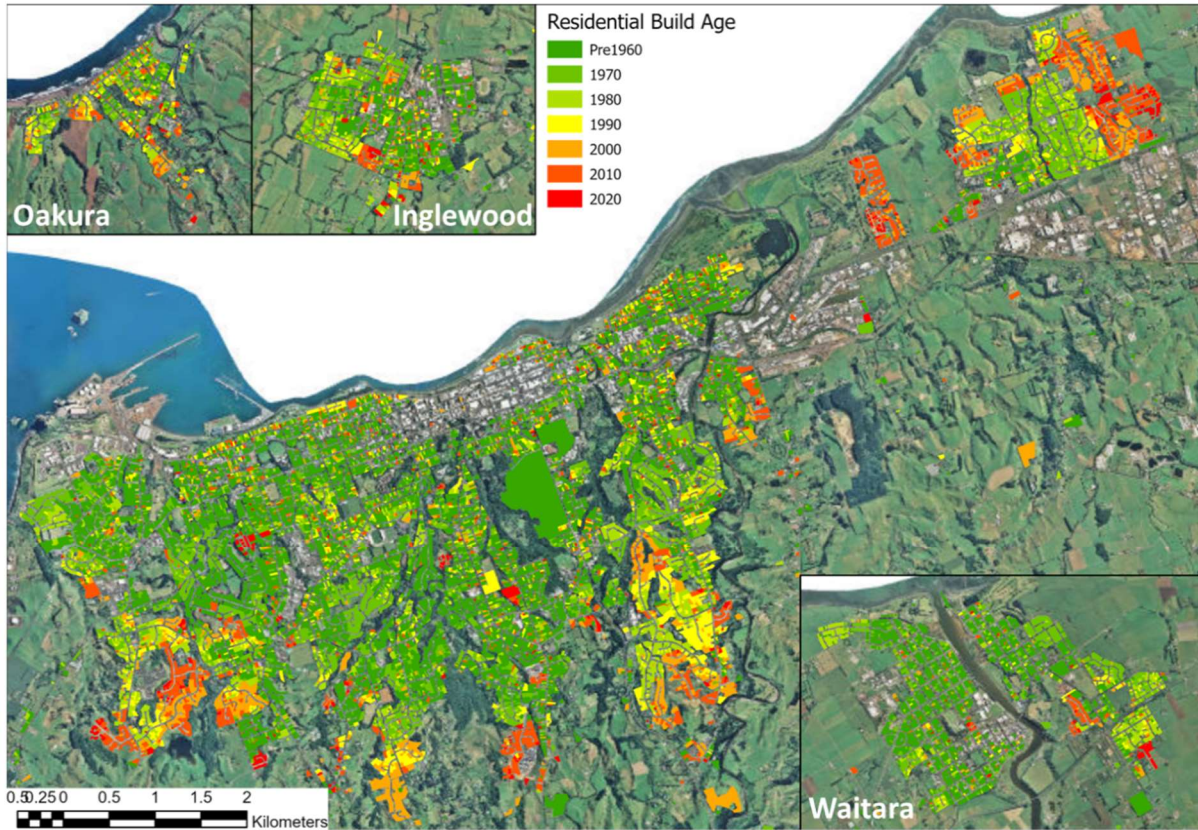 Residential Build Age
Pre1960
1970
1980
1990
2000
2010
2020
Oakura
Inglewood
Waitara
0.5 0.25 0 0.5 1 1.5 2
Kilometers